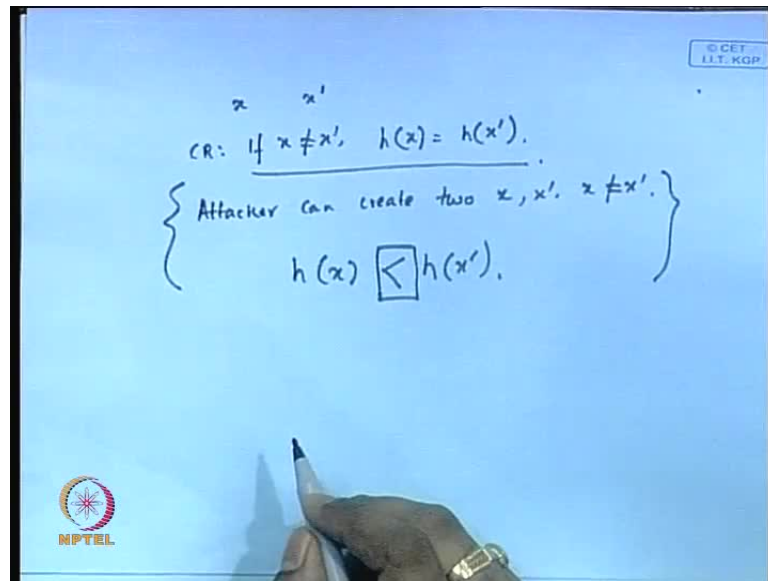 © CET
I.I.T. KGP
x x'
CR: If x ≠ x', h(x) = h(x').
Attacker can create two x, x'. x ≠ x'.
h(x) < h(x').
NPTEL